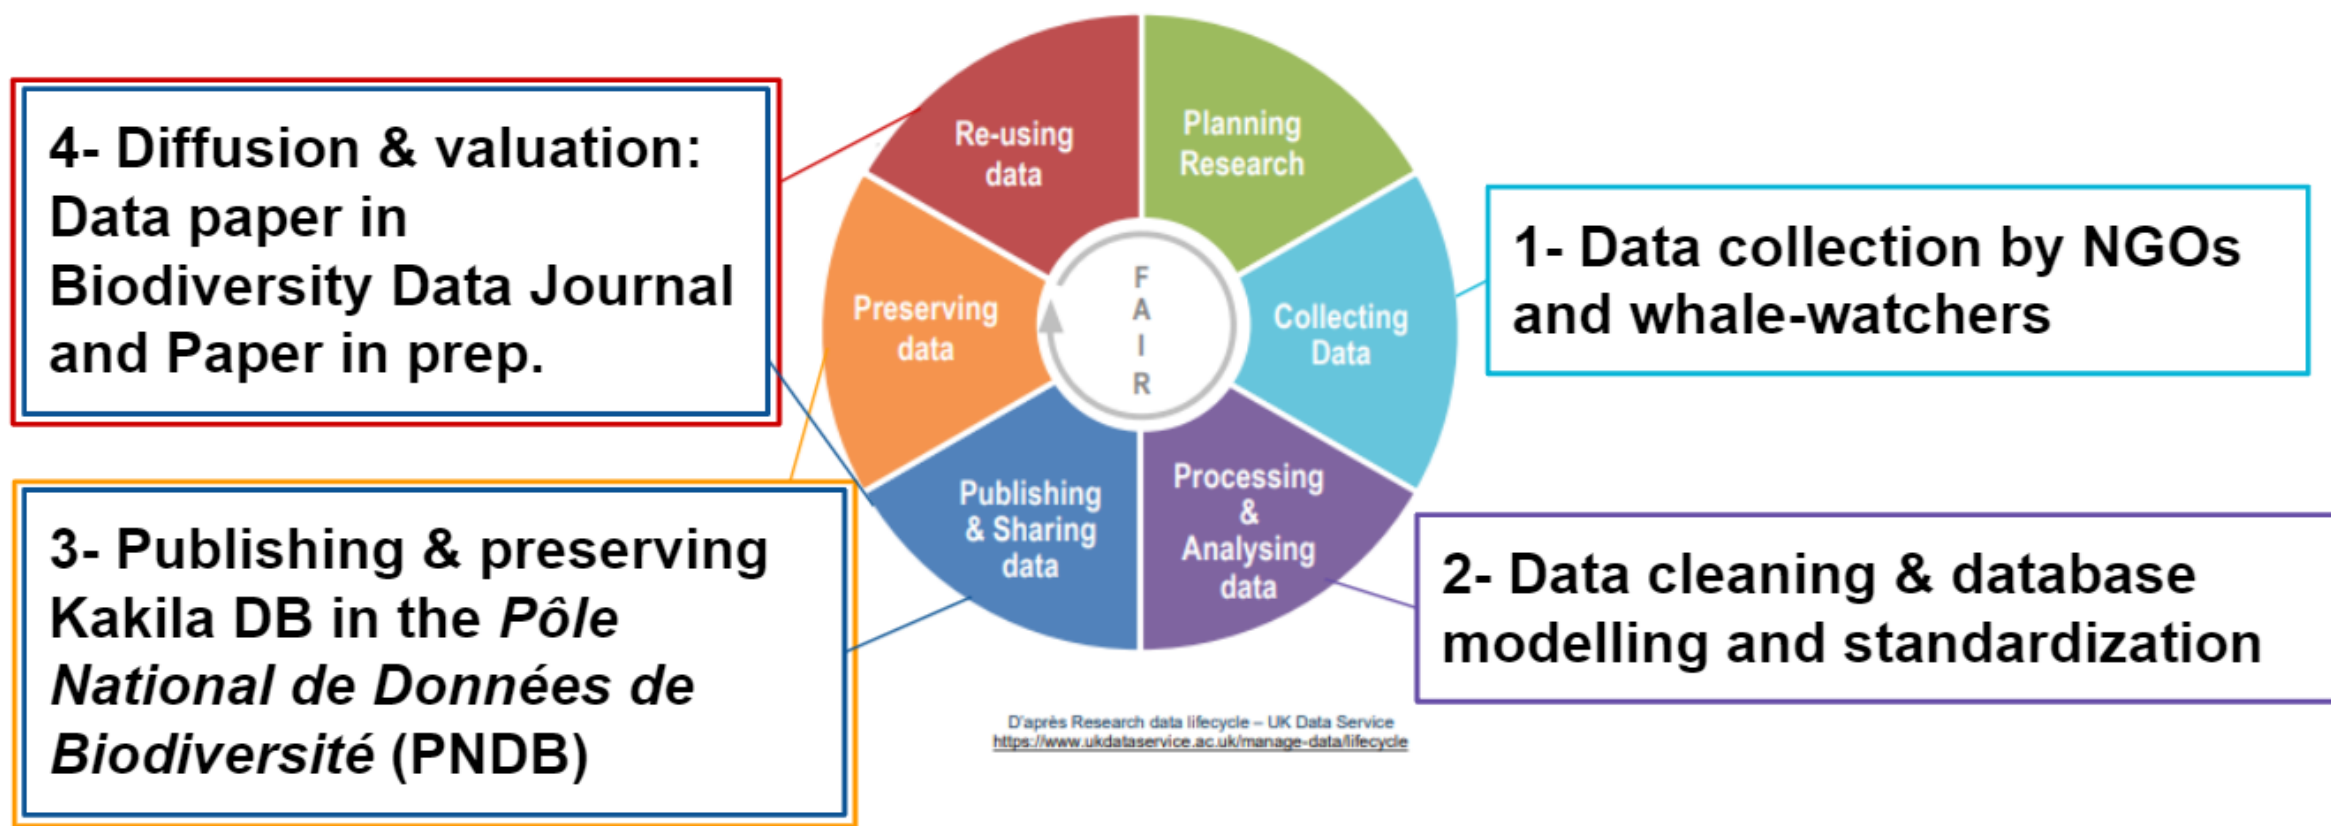 4- Diffusion & valuation:
Data paper in
Biodiversity Data Journal
and Paper in prep.
3- Publishing & preserving
Kakila DB in the Pôle
National de Données de
Biodiversité (PNDB)
Re-using
data
Planning
Research
Preserving
data
F
A
I
R
Collecting
Data
Publishing
& Sharing
data
Processing
&
Analysing
data
1- Data collection by NGOs
and whale-watchers
2- Data cleaning & database
modelling and standardization
D'après Research data lifecycle – UK Data Service
https://www.ukdataservice.ac.uk/manage-data/lifecycle